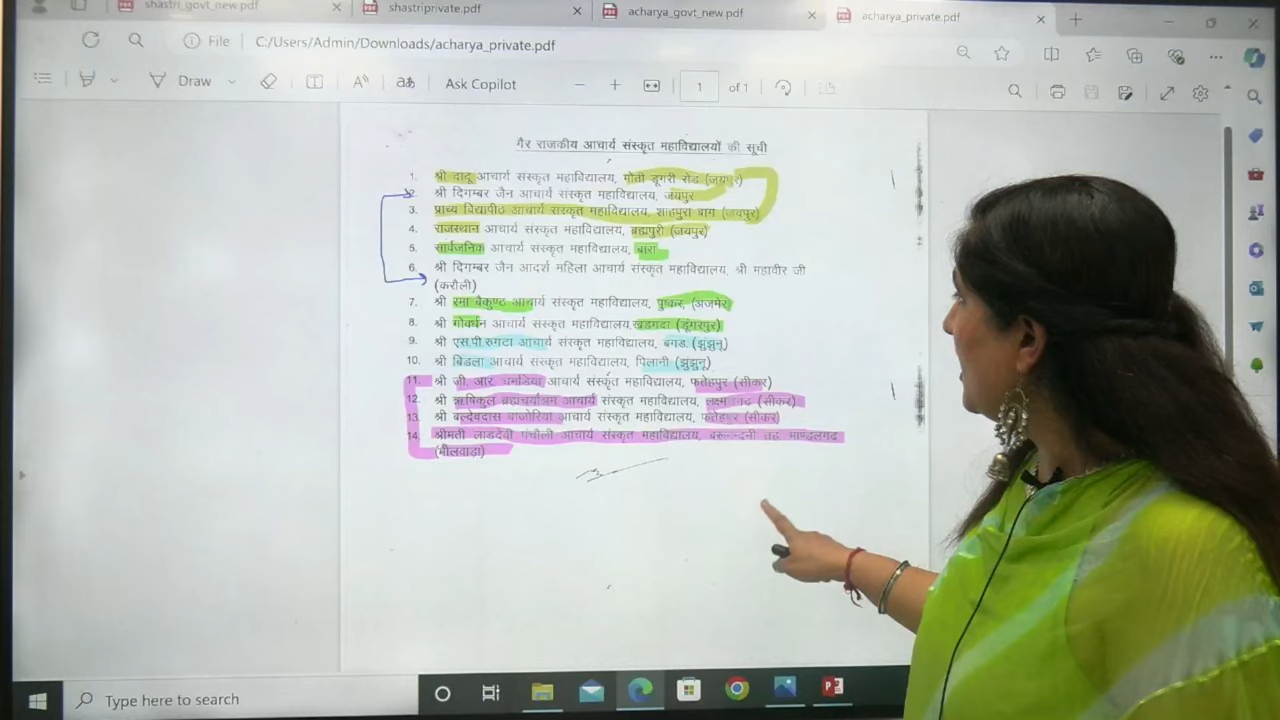 shastri_govt_new.pdf
shastriprivate.pdf
acharya_govt_new.pdf
acharya_private.pdf
File C:/Users/Admin/Downloads/acharya_private.pdf
Draw
aあ Ask Copilot
1 of 1
गैर राजकीय आचार्य संस्कृत महाविद्यालयों की सूची
1. श्री दादू आचार्य संस्कृत महाविद्यालय, मोती डूगरी रोड (जयपुर)
2. श्री दिगम्बर जैन आचार्य संस्कृत महाविद्यालय, जयपुर
3. प्राच्य विद्यापीठ आचार्य संस्कृत महाविद्यालय, शाहपुरा बाग (जयपुर)
4. राजस्थान आचार्य संस्कृत महाविद्यालय, ब्रह्मपुरी (जयपुर)
5. सार्वजनिक आचार्य संस्कृत महाविद्यालय, बारा
6. श्री दिगम्बर जैन आदर्श महिला आचार्य संस्कृत महाविद्यालय, श्री महावीर जी
(करौली)
7. श्री रमा बैकुण्ठ आचार्य संस्कृत महाविद्यालय, पुष्कर, (अजमेर)
8. श्री गोवर्धन आचार्य संस्कृत महाविद्यालय,खडगदा (डूंगरपुर)
9. श्री एस.पी.रुगटा आचार्य संस्कृत महाविद्यालय, बगड. (झुंझुनू)
10. श्री बिडला आचार्य संस्कृत महाविद्यालय, पिलानी (झुंझुनू)
11. श्री जी. आर. आचार्य संस्कृत महाविद्यालय, फतेहपुर (सीकर)
12. श्री ऋषिकुल ब्रह्मचर्याश्रम आचार्य संस्कृत महाविद्यालय, (सीकर)
13. श्री बल्देवदास बाजोरिया आचार्य संस्कृत महाविद्यालय, फतेहपुर (सीकर)
14. श्रीमती लाडदेवी पंचौली आचार्य संस्कृत महाविद्यालय, माण्डलगढ
(भीलवाड़ा)
Type here to search